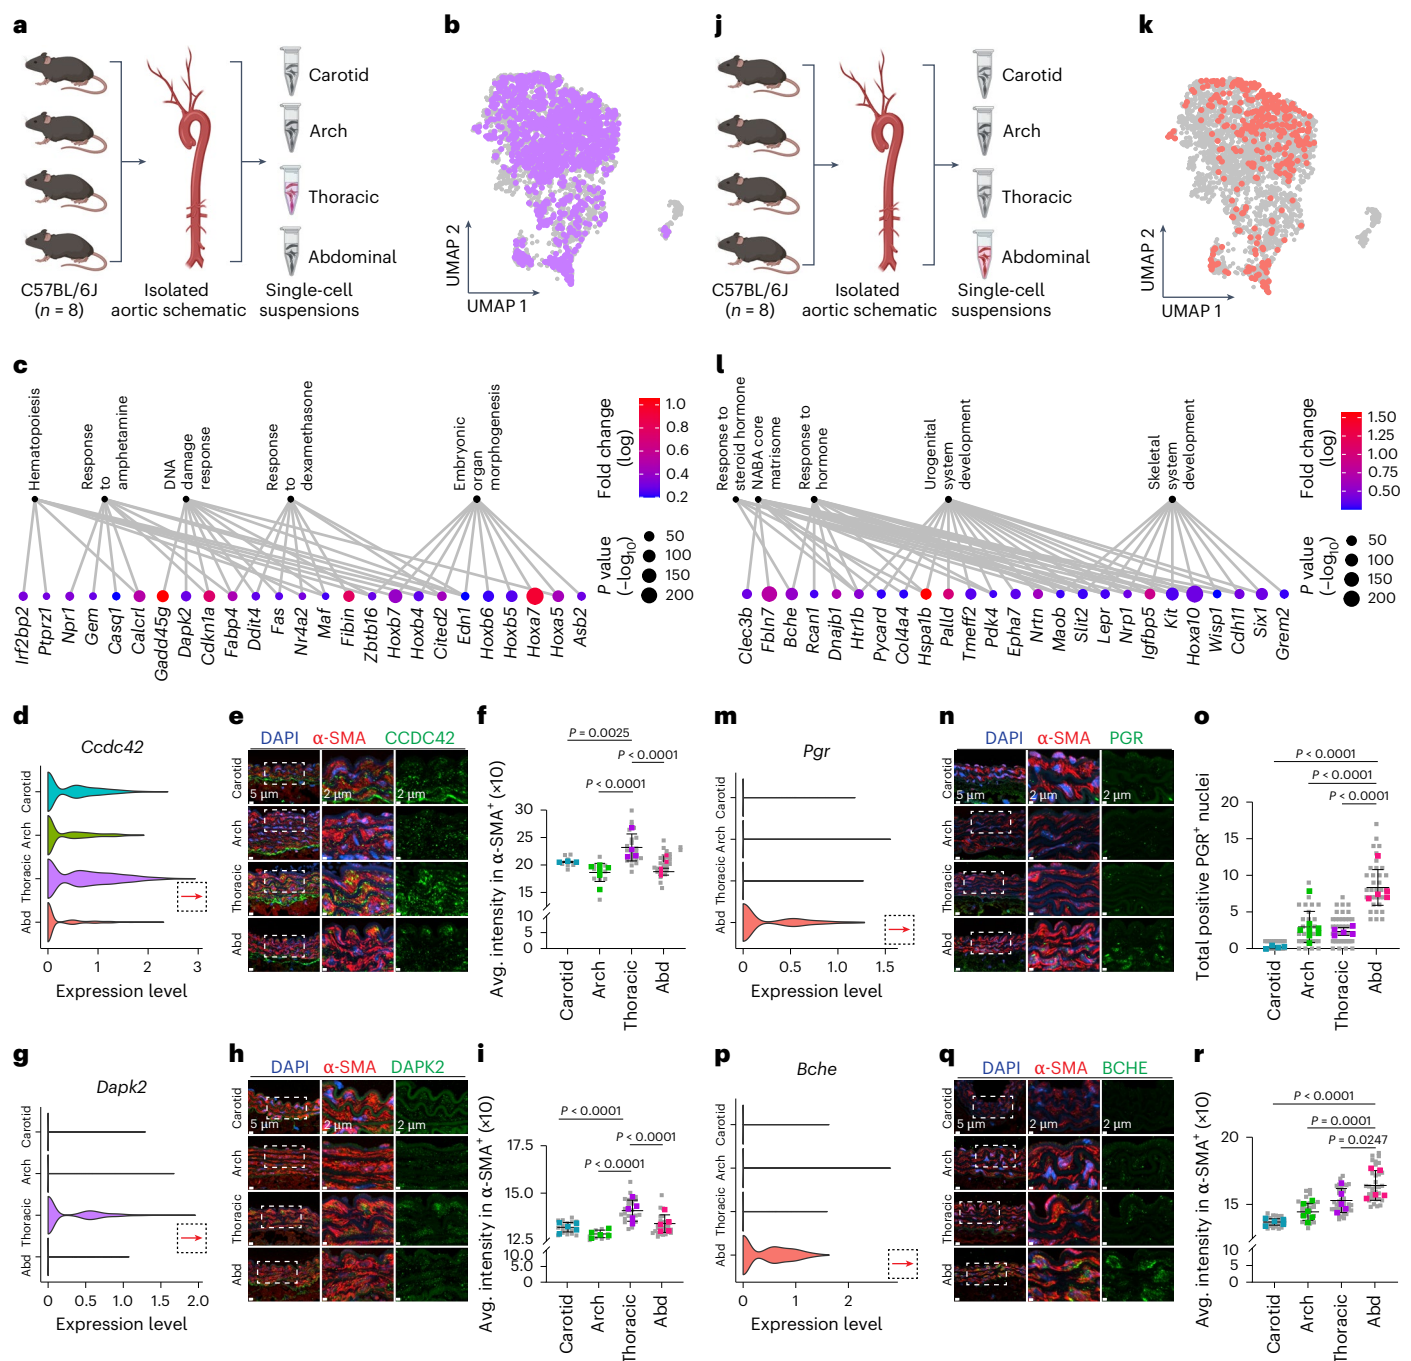 a
Carotid
Arch
Thoracic
Abdominal
C57BL/6J
(n = 8)
Isolated
aortic schematic
Single-cell
suspensions
b
UMAP 2
UMAP 1
j
Carotid
Arch
Thoracic
Abdominal
C57BL/6J
(n = 8)
Isolated
aortic schematic
Single-cell
suspensions
k
UMAP 2
UMAP 1
c
Hematopoiesis
Response
to
amphetamine
DNA
damage
response
Response
to
dexamethasone
Embryonic
organ
morphogenesis
Fold change
(log)
1.0
0.8
0.6
0.4
0.2
P value
(−log10)
50
100
150
200
Irf2bp2
Ptprz1
Npr1
Gem
Casq1
Calcrl
Gadd45g
Dapk2
Cdkn1a
Fabp4
Ddit4
Fas
Nr4a2
Maf
Fibin
Zbtb16
Hoxb7
Hoxb4
Cited2
Edn1
Hoxb6
Hoxb5
Hoxa7
Hoxa5
Asb2
l
Response to
steroid hormone
NABA core
matrisome
Response to
hormone
Urogenital
system
development
Skeletal
system
development
Fold change
(log)
1.50
1.25
1.00
0.50
P value
(−log10)
50
100
150
200
Clec3b
Fbln7
Bche
Rcan1
Dnajb1
Htr1b
Pycard
Col4a4
Hspa1b
Palld
Tmeff2
Pdk4
Epha7
Nrtn
Maob
Slit2
Lepr
Nrp1
Igfbp5
Kit
Hoxa10
Wisp1
Cdh11
Six1
Grem2
d
Ccdc42
Carotid
Arch
Thoracic
Abd
0 1 2 3
Expression level
e
DAPI α-SMA CCDC42
Carotid
Arch
Thoracic
Abd
5 µm
2 µm
2 µm
f
P = 0.0025
P < 0.0001
P < 0.0001
Avg. intensity in α-SMA+ (×10)
30
25
20
15
10
5
0
Carotid
Arch
Thoracic
Abd
m
Pgr
Carotid
Arch
Thoracic
Abd
0 0.5 1.0 1.5
Expression level
n
DAPI α-SMA PGR
Carotid
Arch
Thoracic
Abd
5 µm
2 µm
2 µm
o
P < 0.0001
P < 0.0001
P < 0.0001
Total positive PGR+ nuclei
20
15
10
5
0
Carotid
Arch
Thoracic
Abd
g
Dapk2
Carotid
Arch
Thoracic
Abd
0 0.5 1.0 1.5 2.0
Expression level
h
DAPI α-SMA DAPK2
Carotid
Arch
Thoracic
Abd
5 µm
2 µm
2 µm
i
P < 0.0001
P < 0.0001
P < 0.0001
Avg. intensity in α-SMA+ (×10)
17.5
15.0
12.5
10.0
5.0
0
Carotid
Arch
Thoracic
Abd
p
Bche
Carotid
Arch
Thoracic
Abd
0 1 2
Expression level
q
DAPI α-SMA BCHE
Carotid
Arch
Thoracic
Abd
5 µm
2 µm
2 µm
r
P < 0.0001
P = 0.0001
P = 0.0247
Avg. intensity in α-SMA+ (×10)
20
15
10
5
0
Carotid
Arch
Thoracic
Abd